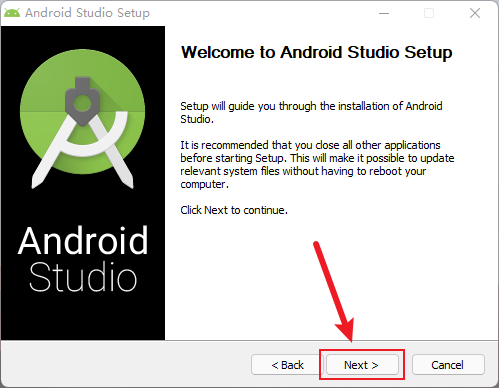 Android Studio Setup
Welcome to Android Studio Setup
Setup will guide you through the installation of Android
Studio.
It is recommended that you close all other applications
before starting Setup. This will make it possible to update
relevant system files without having to reboot your
computer.
Click Next to continue.
Android
Studio
< Back
Next >
Cancel